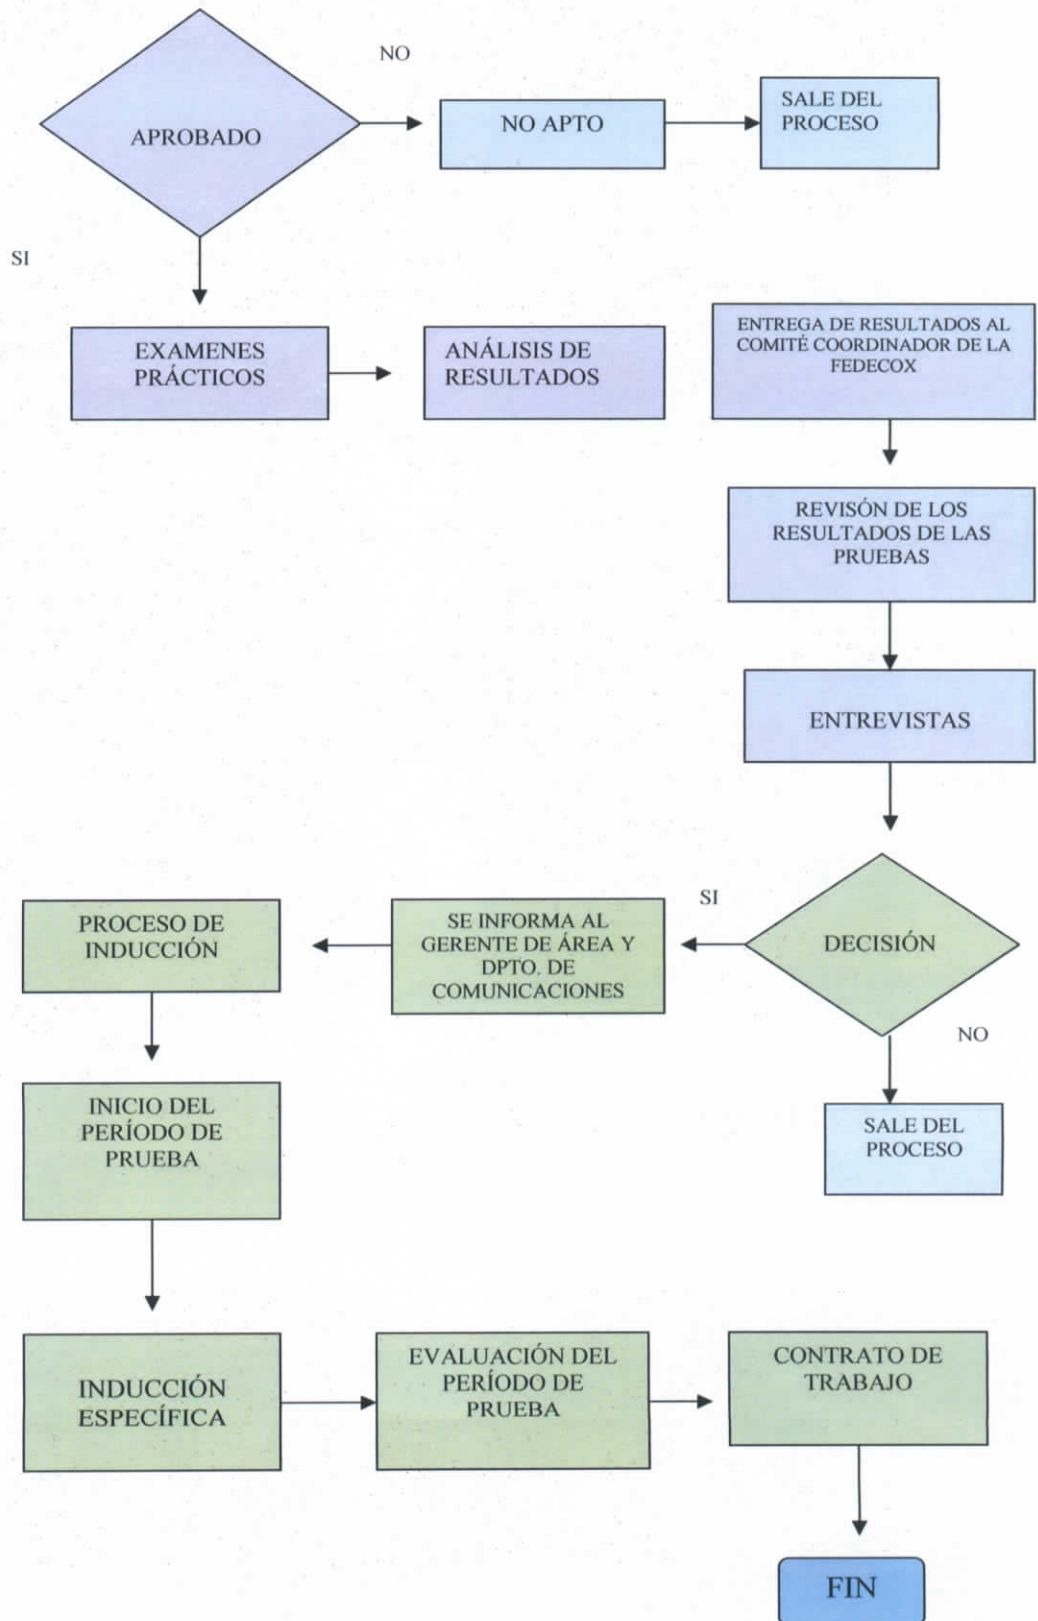 NO
APROBADO
NO APTO
SALE DEL
PROCESO
SI
EXAMENES
PRÁCTICOS
ANÁLISIS DE
RESULTADOS
ENTREGA DE RESULTADOS AL
COMITÉ COORDINADOR DE LA
FEDECOX
REVISÓN DE LOS
RESULTADOS DE LAS
PRUEBAS
ENTREVISTAS
DECISIÓN
SI
SE INFORMA AL
GERENTE DE ÁREA Y
DPTO. DE
COMUNICACIONES
PROCESO DE
INDUCCIÓN
NO
SALE DEL
PROCESO
INICIO DEL
PERÍODO DE
PRUEBA
INDUCCIÓN
ESPECÍFICA
EVALUACIÓN DEL
PERÍODO DE
PRUEBA
CONTRATO DE
TRABAJO
FIN